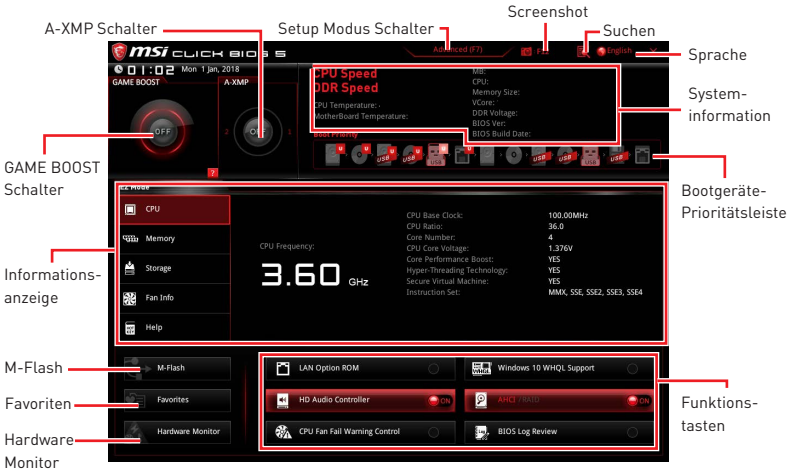 Screenshot
A-XMP Schalter
Setup Modus Schalter
Suchen
Sprache
System-
information
msi CLICK BIOS 5
Advanced (F7)
F12
English
X
01:02 Mon 1 Jan, 2018
GAME BOOST
A-XMP
OFF
2 OFF 1
?
CPU Speed
DDR Speed
CPU Temperature: -
MotherBoard Temperature:
MB:
CPU:
Memory Size:
VCore:
DDR Voltage:
BIOS Ver:
BIOS Build Date:
Boot Priority
U U U U U U
USB USB USB USB USB USB
GAME BOOST
Schalter
Bootgeräte-
Prioritätsleiste
EZ Mode
CPU
Memory
Storage
Fan Info
Help
CPU Frequency:
3.60 GHz
CPU Base Clock: 100.00MHz
CPU Ratio: 36.0
Core Number: 4
CPU Core Voltage: 1.376V
Core Performance Boost: YES
Hyper-Threading Technology: YES
Secure Virtual Machine: YES
Instruction Set: MMX, SSE, SSE2, SSE3, SSE4
Informations-
anzeige
M-Flash
Favoriten
Hardware
Monitor
M-Flash
Favorites
Hardware Monitor
LAN Option ROM
Windows 10 WHQL Support
HD Audio Controller ON
AHCI /RAID ON
CPU Fan Fail Warning Control
BIOS Log Review
Funktions-
tasten